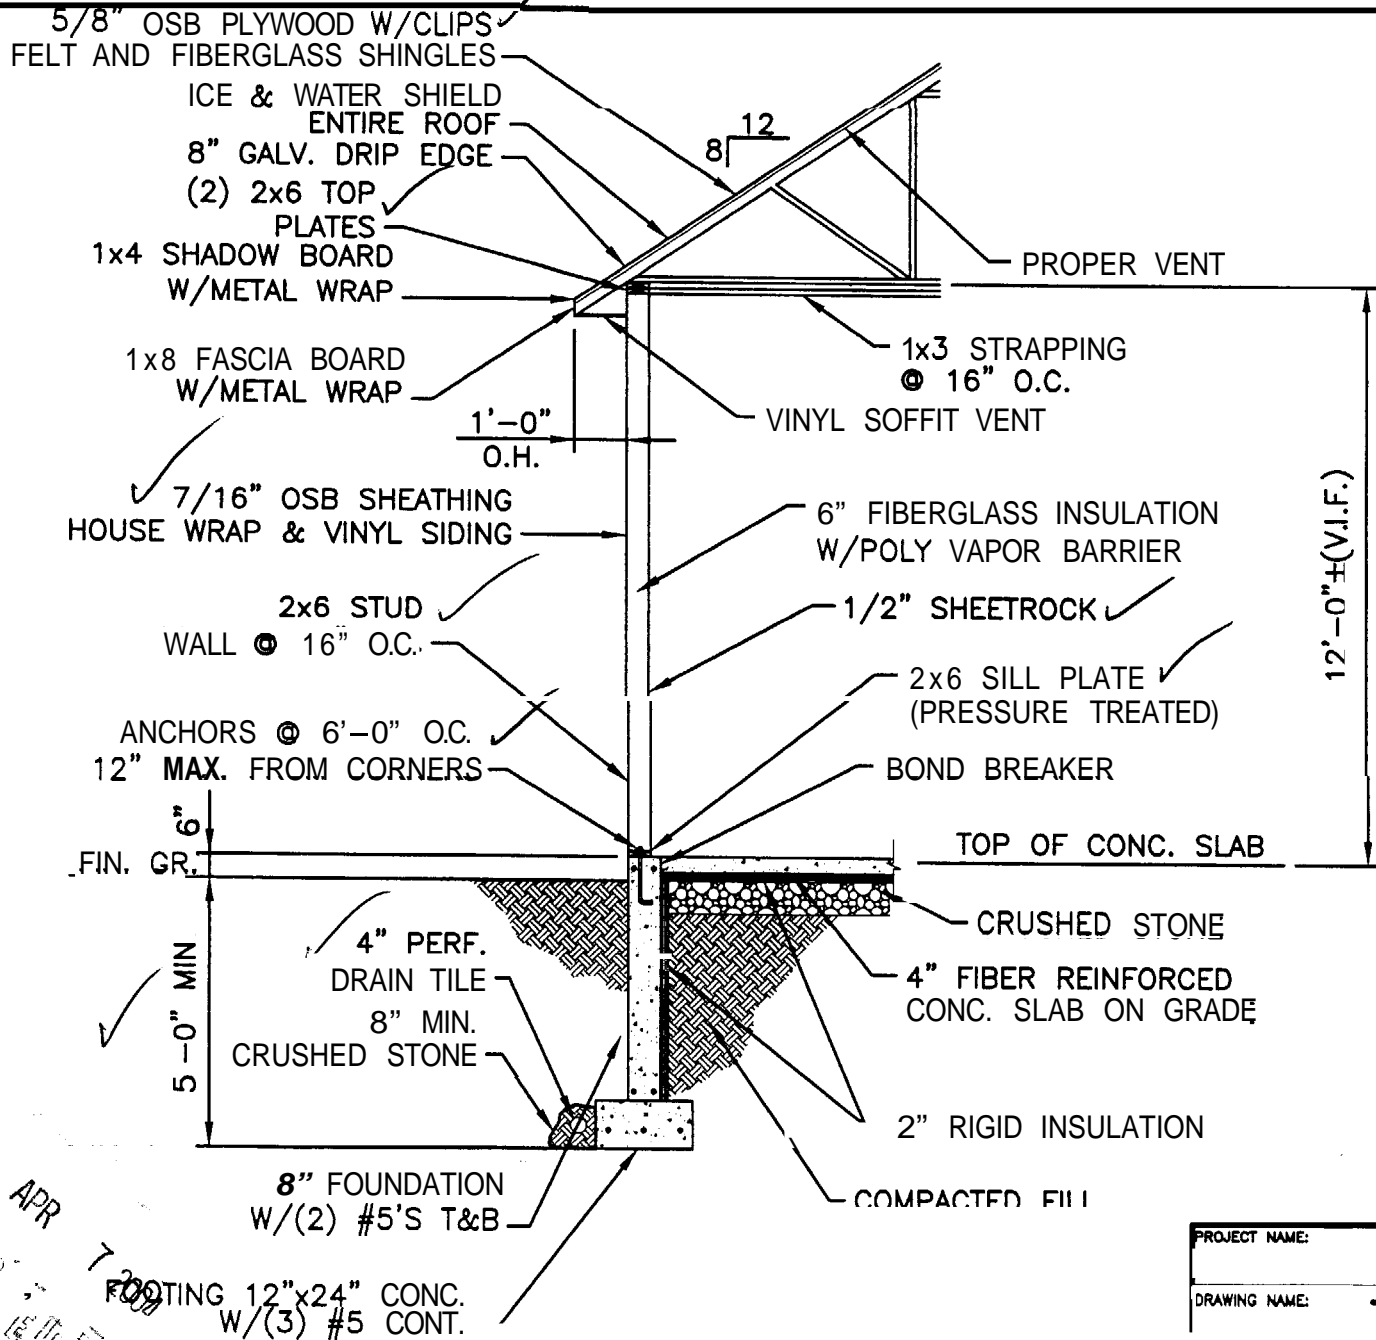 5/8" OSB PLYWOOD W/CLIPS
FELT AND FIBERGLASS SHINGLES
ICE & WATER SHIELD
ENTIRE ROOF
8" GALV. DRIP EDGE
(2) 2x6 TOP
PLATES
1x4 SHADOW BOARD
W/METAL WRAP
1x8 FASCIA BOARD
W/METAL WRAP
12
8
PROPER VENT
1x3 STRAPPING
@ 16" O.C.
VINYL SOFFIT VENT
1'-0"
O.H.
7/16" OSB SHEATHING
HOUSE WRAP & VINYL SIDING
6" FIBERGLASS INSULATION
W/POLY VAPOR BARRIER
12'-0"±(V.I.F.)
2x6 STUD
WALL @ 16" O.C.
1/2" SHEETROCK
2x6 SILL PLATE
(PRESSURE TREATED)
ANCHORS @ 6'-0" O.C.
12" MAX. FROM CORNERS
BOND BREAKER
6"
FIN. GR.
TOP OF CONC. SLAB
CRUSHED STONE
4" PERF.
DRAIN TILE
4" FIBER REINFORCED
CONC. SLAB ON GRADE
5 -0" MIN
8" MIN.
CRUSHED STONE
2" RIGID INSULATION
8" FOUNDATION
W/(2) #5'S T&B
COMPACTED FILL
APR 7
FOOTING 12"x24" CONC.
W/(3) #5 CONT.
PROJECT NAME:
DRAWING NAME: